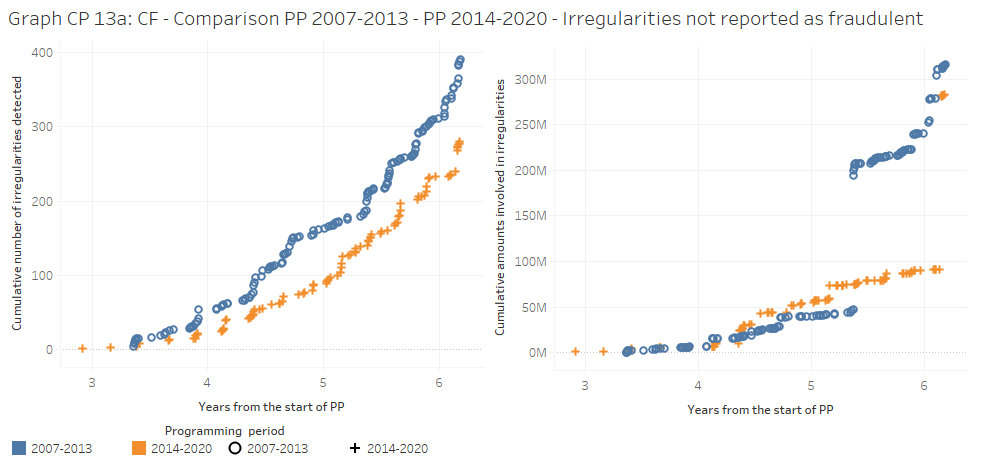 Graph CP 13a: CF - Comparison PP 2007-2013 - PP 2014-2020 - Irregularities not reported as fraudulent
Cumulative number of irregularities detected
400
300
200
100
0
3 4 5 6
Years from the start of PP
Cumulative amounts involved in irregularities
300M
250M
200M
150M
100M
50M
0M
3 4 5 6
Years from the start of PP
Programming period
2007-2013 2014-2020 2007-2013 2014-2020